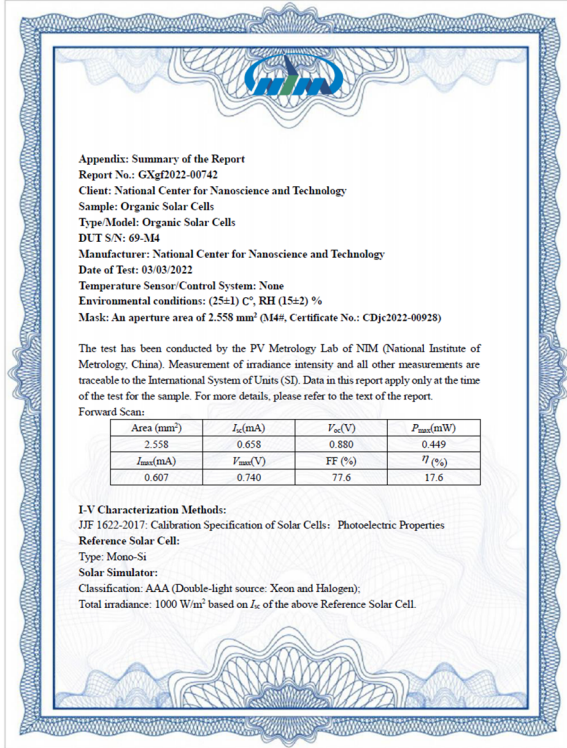 NIM
Appendix: Summary of the Report
Report No.: GXgf2022-00742
Client: National Center for Nanoscience and Technology
Sample: Organic Solar Cells
Type/Model: Organic Solar Cells
DUT S/N: 69-M4
Manufacturer: National Center for Nanoscience and Technology
Date of Test: 03/03/2022
Temperature Sensor/Control System: None
Environmental conditions: (25±1) C°, RH (15±2) %
Mask: An aperture area of 2.558 mm² (M4#, Certificate No.: CDjc2022-00928)
The test has been conducted by the PV Metrology Lab of NIM (National Institute of
Metrology, China). Measurement of irradiance intensity and all other measurements are
traceable to the International System of Units (SI). Data in this report apply only at the time
of the test for the sample. For more details, please refer to the text of the report.
Forward Scan:
Area (mm²) Isc(mA) Voc(V) Pmax(mW)
2.558 0.658 0.880 0.449
Imax(mA) Vmax(V) FF (%) η (%)
0.607 0.740 77.6 17.6
I-V Characterization Methods:
JJF 1622-2017: Calibration Specification of Solar Cells: Photoelectric Properties
Reference Solar Cell:
Type: Mono-Si
Solar Simulator:
Classification: AAA (Double-light source: Xeon and Halogen);
Total irradiance: 1000 W/m² based on Isc of the above Reference Solar Cell.